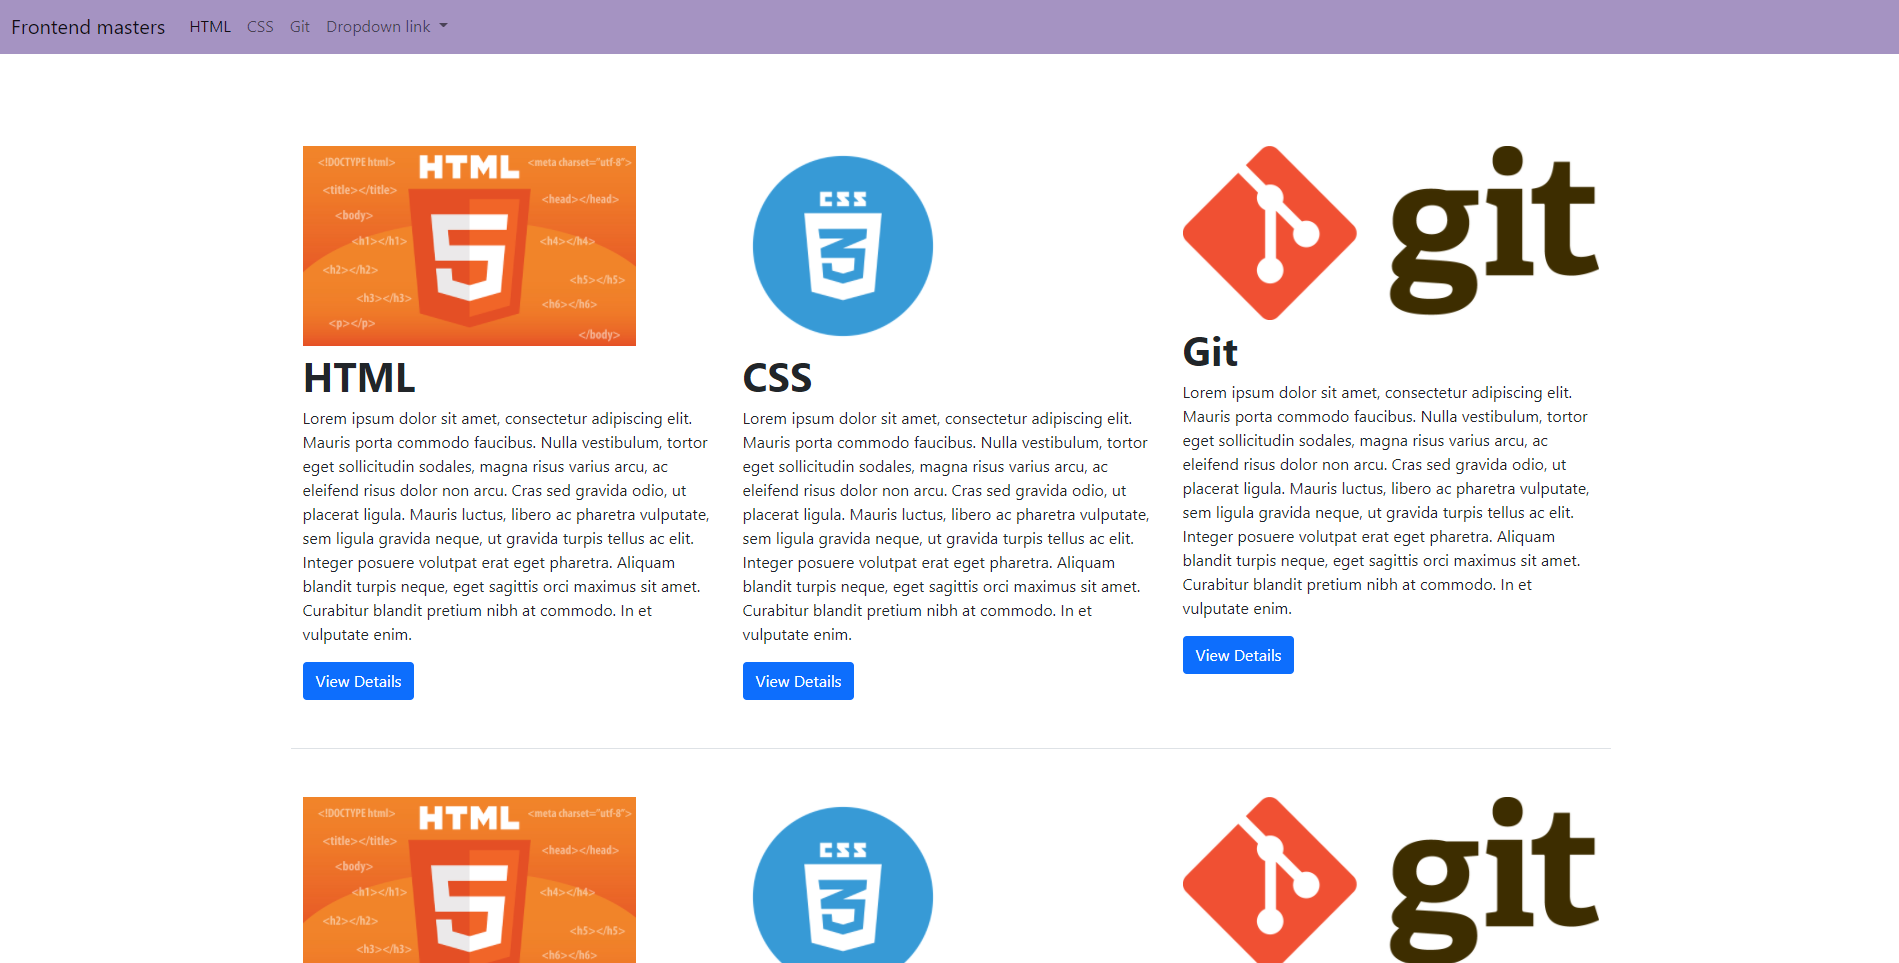 Frontend masters HTML CSS Git Dropdown link
<!DOCTYPE html> HTML <meta charset="utf-8">
<title></title>
<head></head>
<body>
<h1></h1>
<h4></h4>
<h2></h2>
<h5></h5>
<h3></h3>
<h6></h6>
<p></p>
</body>
5
HTML
Lorem ipsum dolor sit amet, consectetur adipiscing elit.
Mauris porta commodo faucibus. Nulla vestibulum, tortor
eget sollicitudin sodales, magna risus varius arcu, ac
eleifend risus dolor non arcu. Cras sed gravida odio, ut
placerat ligula. Mauris luctus, libero ac pharetra vulputate,
sem ligula gravida neque, ut gravida turpis tellus ac elit.
Integer posuere volutpat erat eget pharetra. Aliquam
blandit turpis neque, eget sagittis orci maximus sit amet.
Curabitur blandit pretium nibh at commodo. In et
vulputate enim.
View Details
CSS
3
CSS
Lorem ipsum dolor sit amet, consectetur adipiscing elit.
Mauris porta commodo faucibus. Nulla vestibulum, tortor
eget sollicitudin sodales, magna risus varius arcu, ac
eleifend risus dolor non arcu. Cras sed gravida odio, ut
placerat ligula. Mauris luctus, libero ac pharetra vulputate,
sem ligula gravida neque, ut gravida turpis tellus ac elit.
Integer posuere volutpat erat eget pharetra. Aliquam
blandit turpis neque, eget sagittis orci maximus sit amet.
Curabitur blandit pretium nibh at commodo. In et
vulputate enim.
View Details
git
Git
Lorem ipsum dolor sit amet, consectetur adipiscing elit.
Mauris porta commodo faucibus. Nulla vestibulum, tortor
eget sollicitudin sodales, magna risus varius arcu, ac
eleifend risus dolor non arcu. Cras sed gravida odio, ut
placerat ligula. Mauris luctus, libero ac pharetra vulputate,
sem ligula gravida neque, ut gravida turpis tellus ac elit.
Integer posuere volutpat erat eget pharetra. Aliquam
blandit turpis neque, eget sagittis orci maximus sit amet.
Curabitur blandit pretium nibh at commodo. In et
vulputate enim.
View Details
<!DOCTYPE html> HTML <meta charset="utf-8">
<title></title>
<head></head>
<body>
<h1></h1>
<h4></h4>
<h2></h2>
<h5></h5>
<h3></h3>
<h6></h6>
5
CSS
3
git